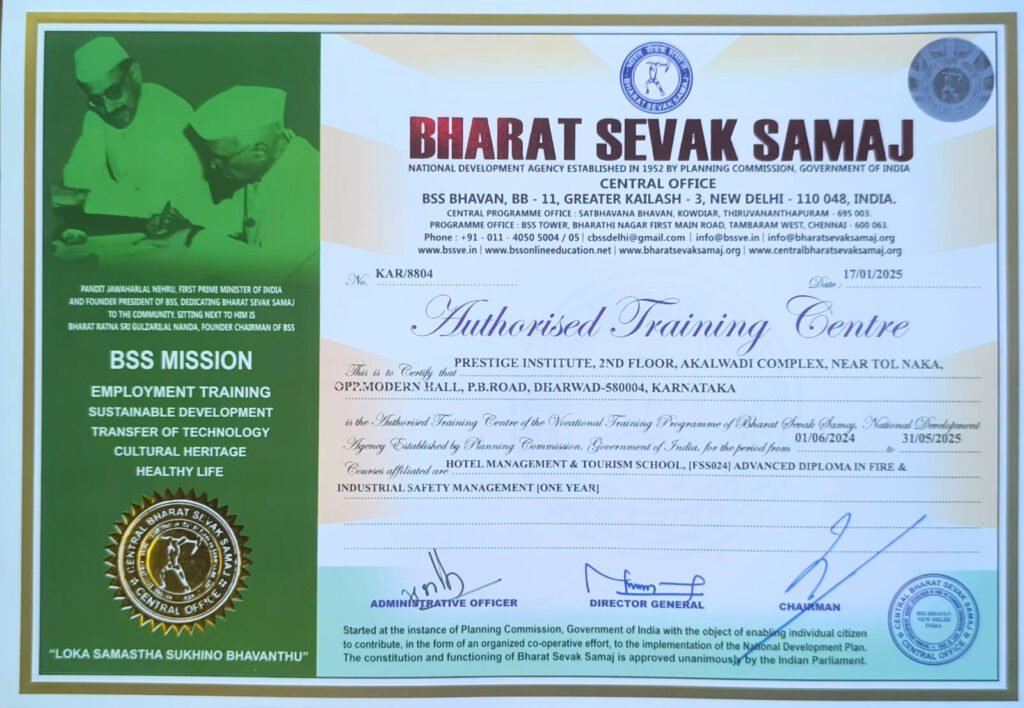 भारत सेवक समाज
BHARAT SEVAK SAMAJ
BHARAT SEVAK SAMAJ
NATIONAL DEVELOPMENT AGENCY ESTABLISHED IN 1952 BY PLANNING COMMISSION, GOVERNMENT OF INDIA
CENTRAL OFFICE
BSS BHAVAN, BB - 11, GREATER KAILASH - 3, NEW DELHI - 110 048, INDIA.
CENTRAL PROGRAMME OFFICE : SATBHAVANA BHAVAN, KOWDIAR, THIRUVANANTHAPURAM - 695 003.
PROGRAMME OFFICE : BSS TOWER, BHARATHI NAGAR FIRST MAIN ROAD, TAMBARAM WEST, CHENNAI - 600 063.
Phone : +91 - 011 - 4050 5004 / 05 | cbssdelhi@gmail.com | info@bssve.in | info@bharatsevaksamaj.org
www.bssve.in | www.bssonlineeducation.net | www.bharatsevaksamaj.org | www.centralbharatsevaksamaj.org
No. KAR/8804
Date : 17/01/2025
Authorised Training Centre
This is to Certify that PRESTIGE INSTITUTE, 2ND FLOOR, AKALWADI COMPLEX, NEAR TOL NAKA,
OPP.MODERN HALL, P.B.ROAD, DHARWAD-580004, KARNATAKA
is the Authorised Training Centre of the Vocational Training Programme of Bharat Sevak Samaj, National Development
Agency Established by Planning Commission, Government of India, for the period from 01/06/2024 to 31/05/2025
Courses affiliated are HOTEL MANAGEMENT & TOURISM SCHOOL, [FSS024] ADVANCED DIPLOMA IN FIRE &
INDUSTRIAL SAFETY MANAGEMENT [ONE YEAR]
ADMINISTRATIVE OFFICER
DIRECTOR GENERAL
CHAIRMAN
Started at the instance of Planning Commission, Government of India with the object of enabling individual citizen
to contribute, in the form of an organized co-operative effort, to the implementation of the National Development Plan.
The constitution and functioning of Bharat Sevak Samaj is approved unanimously by the Indian Parliament.
CENTRAL BHARAT SEVAK SAMAJ
BSS BHAVAN
NEW DELHI
INDIA
CENTRAL OFFICE
PANDIT JAWAHARLAL NEHRU, FIRST PRIME MINISTER OF INDIA
AND FOUNDER PRESIDENT OF BSS, DEDICATING BHARAT SEVAK SAMAJ
TO THE COMMUNITY. SITTING NEXT TO HIM IS
BHARAT RATNA SRI GULZARILAL NANDA, FOUNDER CHAIRMAN OF BSS
BSS MISSION
EMPLOYMENT TRAINING
SUSTAINABLE DEVELOPMENT
TRANSFER OF TECHNOLOGY
CULTURAL HERITAGE
HEALTHY LIFE
CENTRAL BHARAT SEVAK SAMAJ
CENTRAL OFFICE
"LOKA SAMASTHA SUKHINO BHAVANTHU"